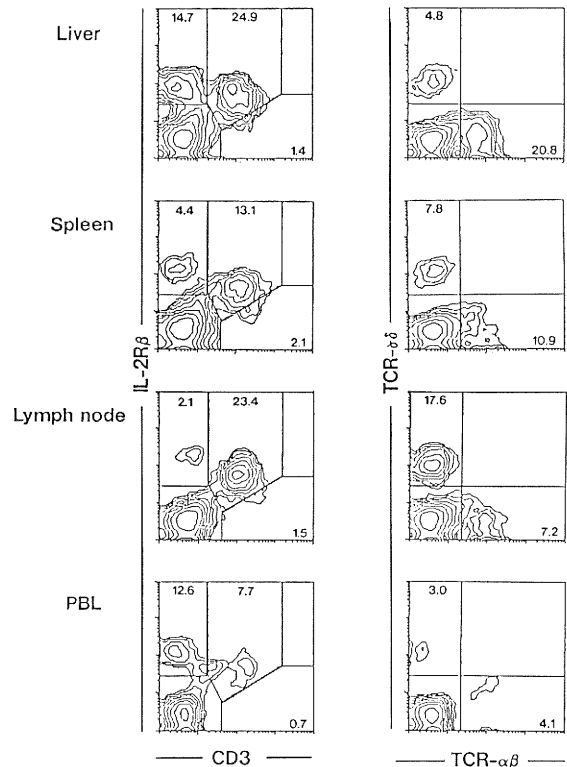 Liver
14.7 24.9
1.4
4.8
20.8
Spleen
4.4 13.1
2.1
7.8
10.9
IL-2Rβ
TCR-γδ
Lymph node
2.1 23.4
1.5
17.6
7.2
PBL
12.6 7.7
0.7
3.0
4.1
CD3
TCR-αβ